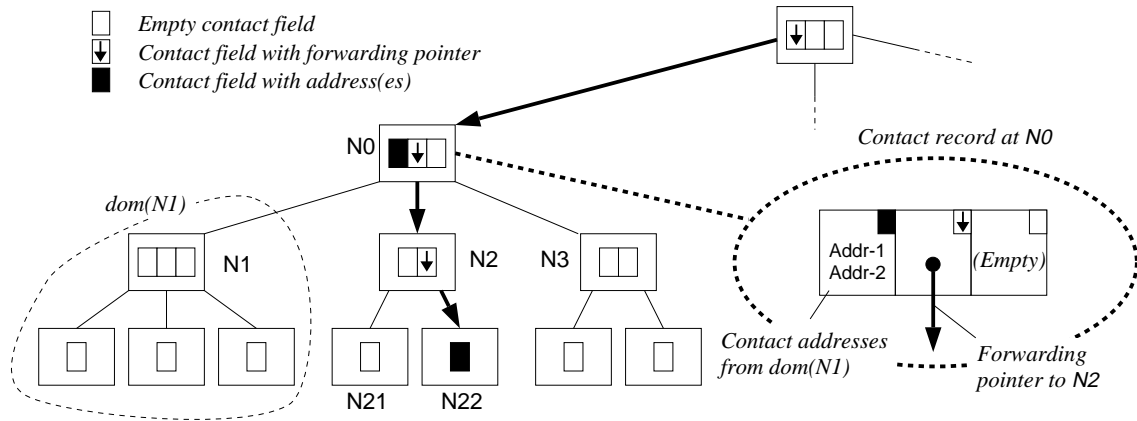 Empty contact field
Contact field with forwarding pointer
Contact field with address(es)
N0
Contact record at N0
dom(N1)
N1
N2
N3
Addr-1
Addr-2
(Empty)
Contact addresses
from dom(N1)
Forwarding
pointer to N2
N21
N22